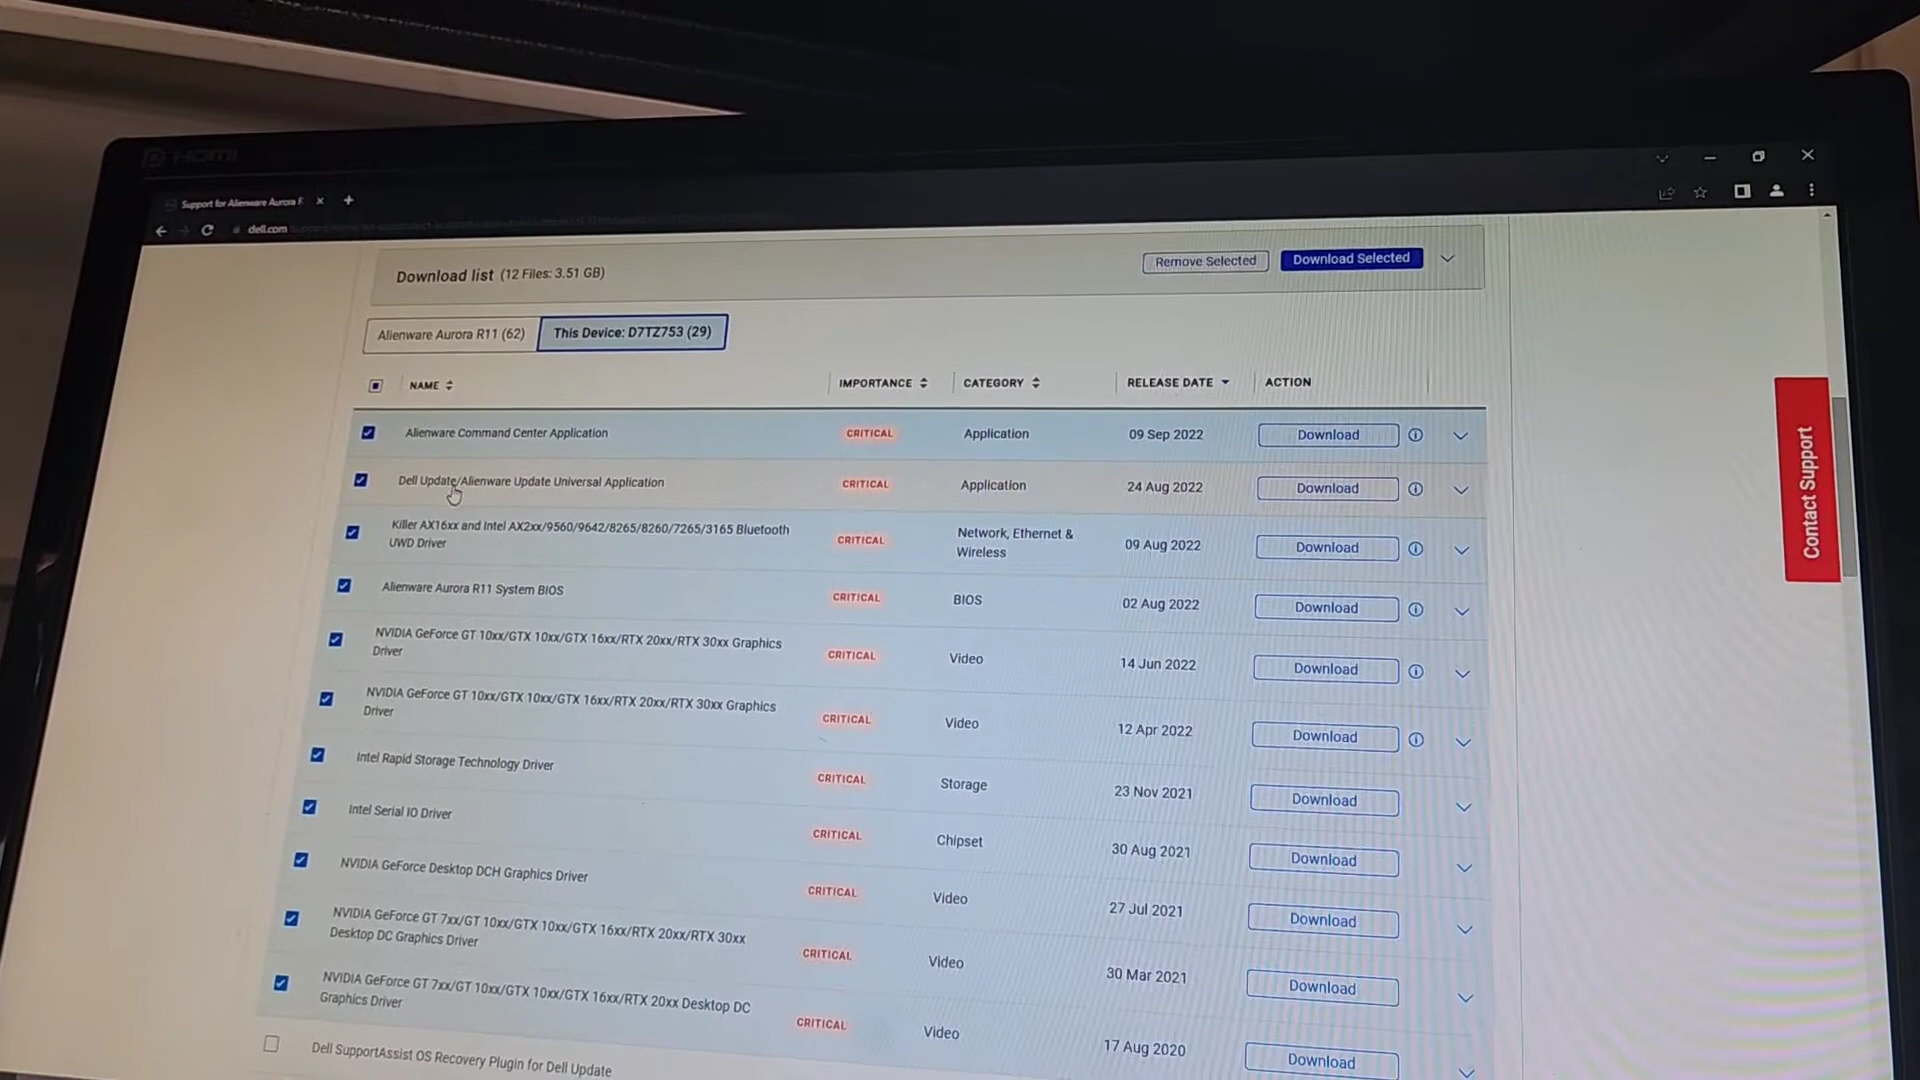 HDMI
Support for Alienware Aurora R
dell.com
Download list (12 Files: 3.51 GB)
Remove Selected
Download Selected
Alienware Aurora R11 (62)
This Device: D7TZ753 (29)
NAME IMPORTANCE CATEGORY RELEASE DATE ACTION
Alienware Command Center Application CRITICAL Application 09 Sep 2022 Download
Dell Update/Alienware Update Universal Application CRITICAL Application 24 Aug 2022 Download
Killer AX16xx and Intel AX2xx/9560/9642/8265/8260/7265/3165 Bluetooth
UWD Driver
CRITICAL
Network, Ethernet &
Wireless
09 Aug 2022
Download
Alienware Aurora R11 System BIOS CRITICAL BIOS 02 Aug 2022 Download
NVIDIA GeForce GT 10xx/GTX 10xx/GTX 16xx/RTX 20xx/RTX 30xx Graphics
Driver
CRITICAL
Video
14 Jun 2022
Download
NVIDIA GeForce GT 10xx/GTX 10xx/GTX 16xx/RTX 20xx/RTX 30xx Graphics
Driver
CRITICAL
Video
12 Apr 2022
Download
Intel Rapid Storage Technology Driver CRITICAL Storage 23 Nov 2021 Download
Intel Serial IO Driver CRITICAL Chipset 30 Aug 2021 Download
NVIDIA GeForce Desktop DCH Graphics Driver CRITICAL Video 27 Jul 2021 Download
NVIDIA GeForce GT 7xx/GT 10xx/GTX 10xx/GTX 16xx/RTX 20xx/RTX 30xx
Desktop DC Graphics Driver
CRITICAL
Video
30 Mar 2021
Download
NVIDIA GeForce GT 7xx/GT 10xx/GTX 10xx/GTX 16xx/RTX 20xx Desktop DC
Graphics Driver
CRITICAL
Video
17 Aug 2020
Download
Dell SupportAssist OS Recovery Plugin for Dell Update
Contact Support